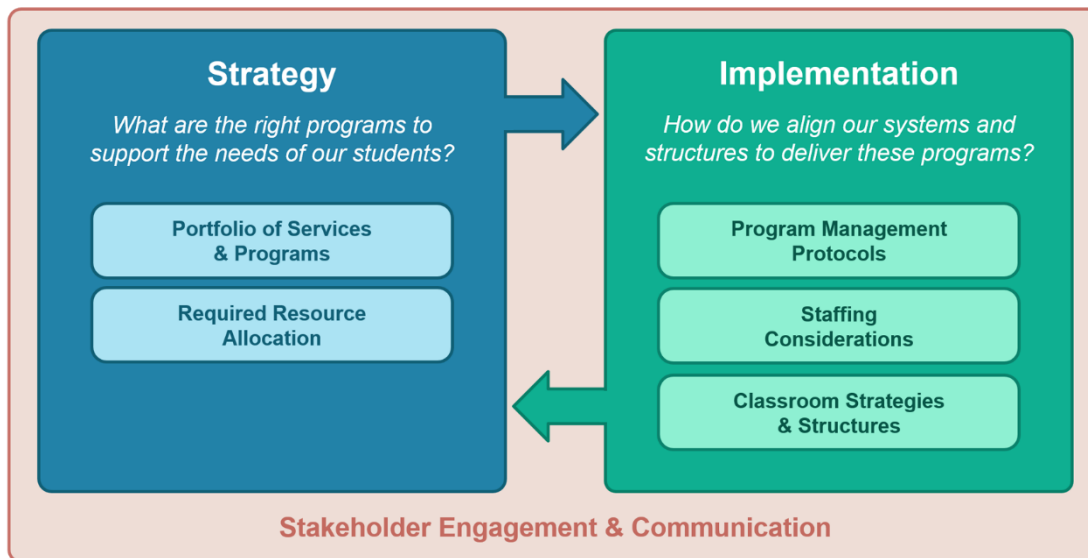 Strategy
What are the right programs to
support the needs of our students?
Portfolio of Services
& Programs
Required Resource
Allocation
Implementation
How do we align our systems and
structures to deliver these programs?
Program Management
Protocols
Staffing
Considerations
Classroom Strategies
& Structures
Stakeholder Engagement & Communication